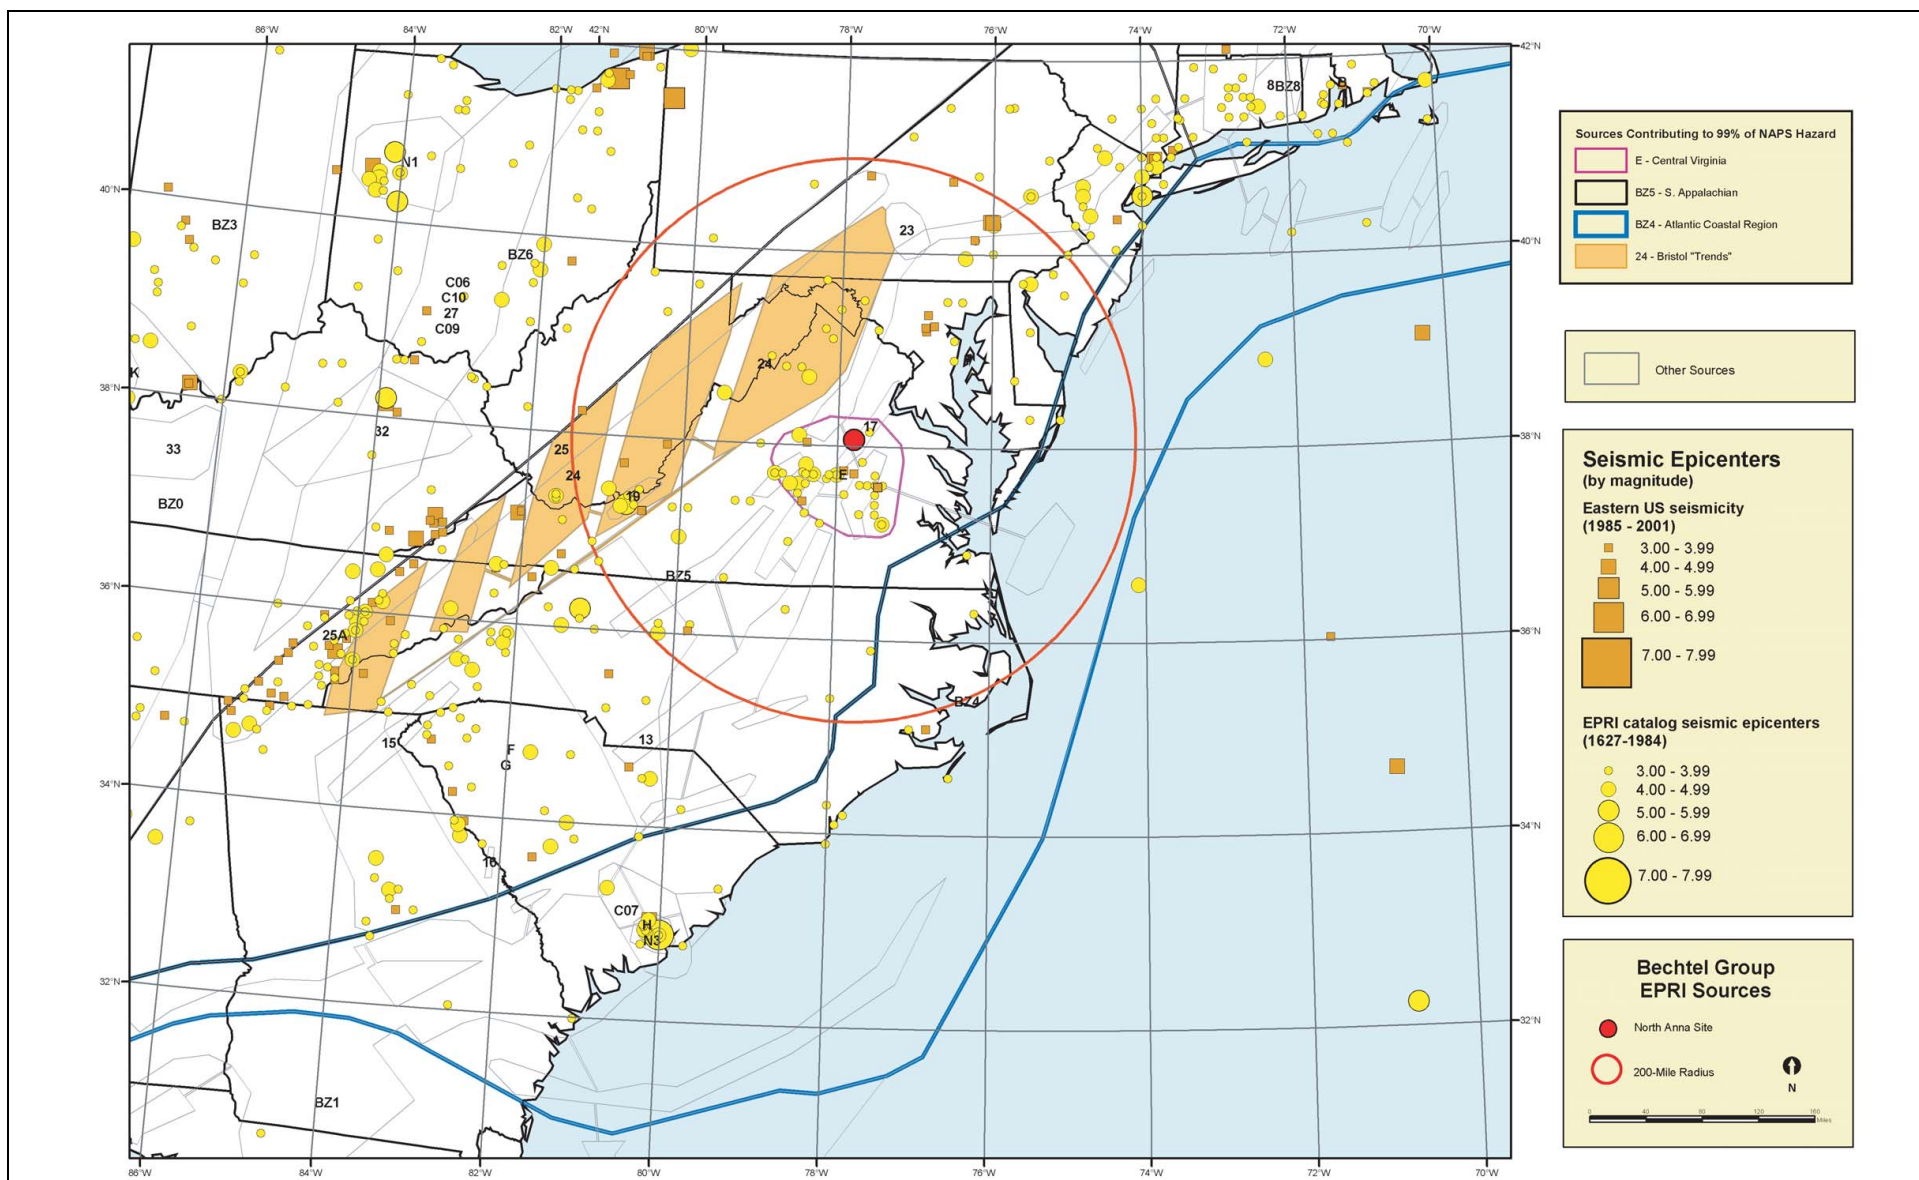 86°W 84°W 82°W 42°N 80°W 78°W 76°W 74°W 72°W 70°W
42°N
8BZ8
N1
40°N
BZ3
23
40°N
BZ6
C06
C10
27
C09
K
24
38°N
17
32
38°N
33
25
24
E
19
BZ0
BZ5
36°N
25A
36°N
BZ4
15
13
F
G
34°N
34°N
16
C07
H
N3
32°N
32°N
BZ1
86°W 84°W 82°W 80°W 78°W 76°W 74°W 72°W 70°W
Sources Contributing to 99% of NAPS Hazard
E - Central Virginia
BZ5 - S. Appalachian
BZ4 - Atlantic Coastal Region
24 - Bristol "Trends"
Other Sources
Seismic Epicenters
(by magnitude)
Eastern US seismicity
(1985 - 2001)
3.00 - 3.99
4.00 - 4.99
5.00 - 5.99
6.00 - 6.99
7.00 - 7.99
EPRI catalog seismic epicenters
(1627-1984)
3.00 - 3.99
4.00 - 4.99
5.00 - 5.99
6.00 - 6.99
7.00 - 7.99
Bechtel Group
EPRI Sources
North Anna Site
200-Mile Radius
N
0 40 80 120 160
Miles